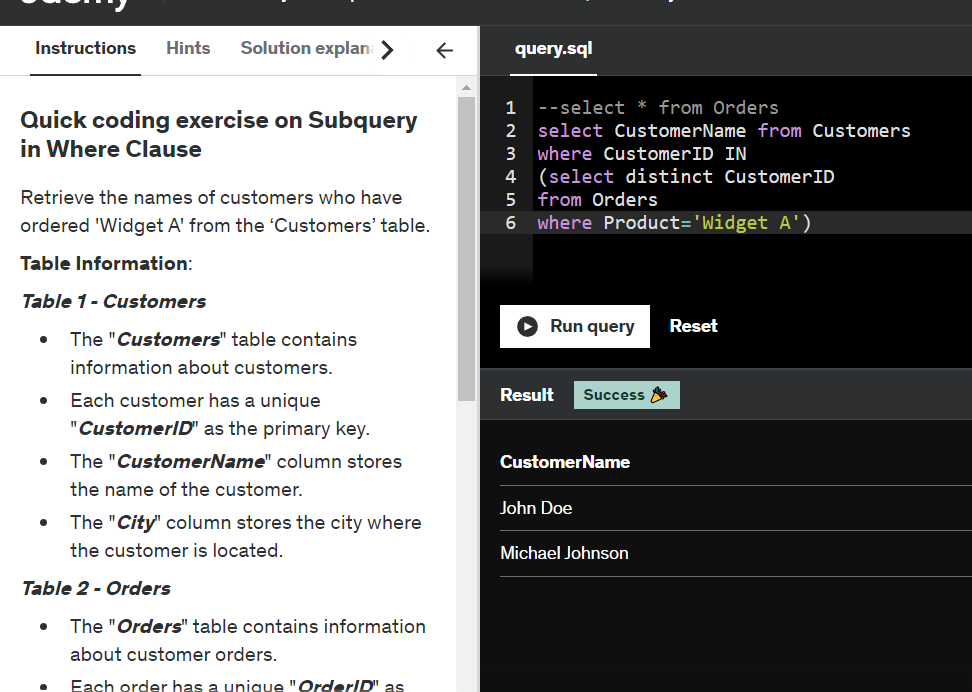 Instructions
Hints
Solution explan
query.sql
Quick coding exercise on Subquery
in Where Clause
Retrieve the names of customers who have
ordered 'Widget A' from the ‘Customers’ table.
Table Information:
Table 1 - Customers
The "Customers" table contains
information about customers.
Each customer has a unique
"CustomerID" as the primary key.
The "CustomerName" column stores
the name of the customer.
The "City" column stores the city where
the customer is located.
Table 2 - Orders
The "Orders" table contains information
about customer orders.
Each order has a unique "OrderID" as
1 --select * from Orders
2 select CustomerName from Customers
3 where CustomerID IN
4 (select distinct CustomerID
5 from Orders
6 where Product='Widget A')
Run query
Reset
Result
Success
CustomerName
John Doe
Michael Johnson